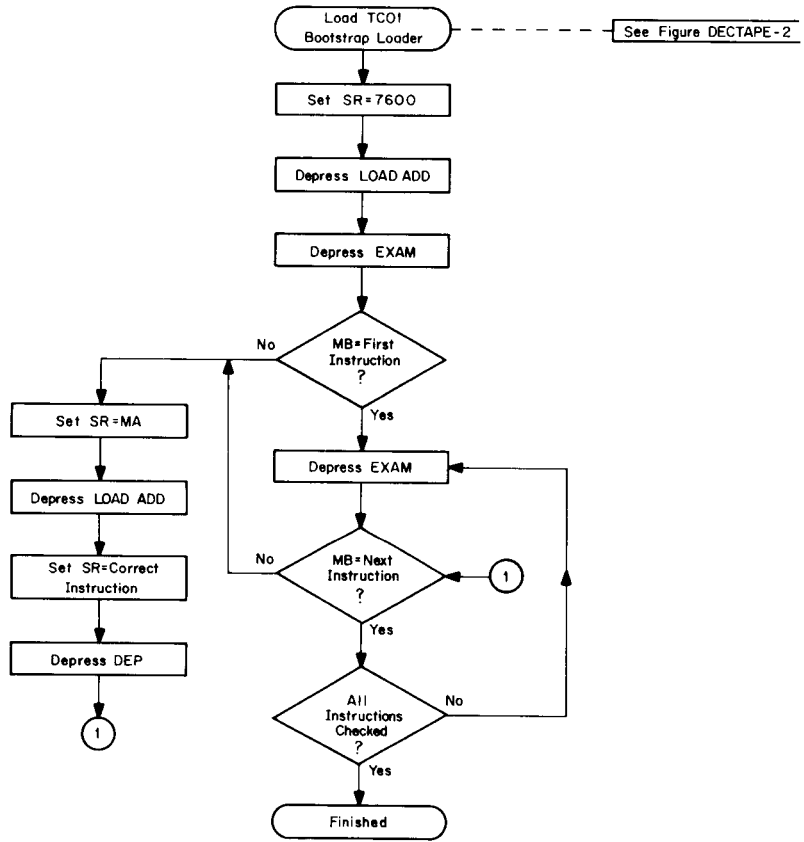 Load TC01
Bootstrap Loader
See Figure DECTAPE-2
Set SR=7600
Depress LOAD ADD
Depress EXAM
MB=First
Instruction
?
No
Yes
Set SR=MA
Depress LOAD ADD
Set SR=Correct
Instruction
Depress DEP
1
Depress EXAM
MB=Next
Instruction
?
No
1
Yes
All
Instructions
Checked
?
No
Yes
Finished